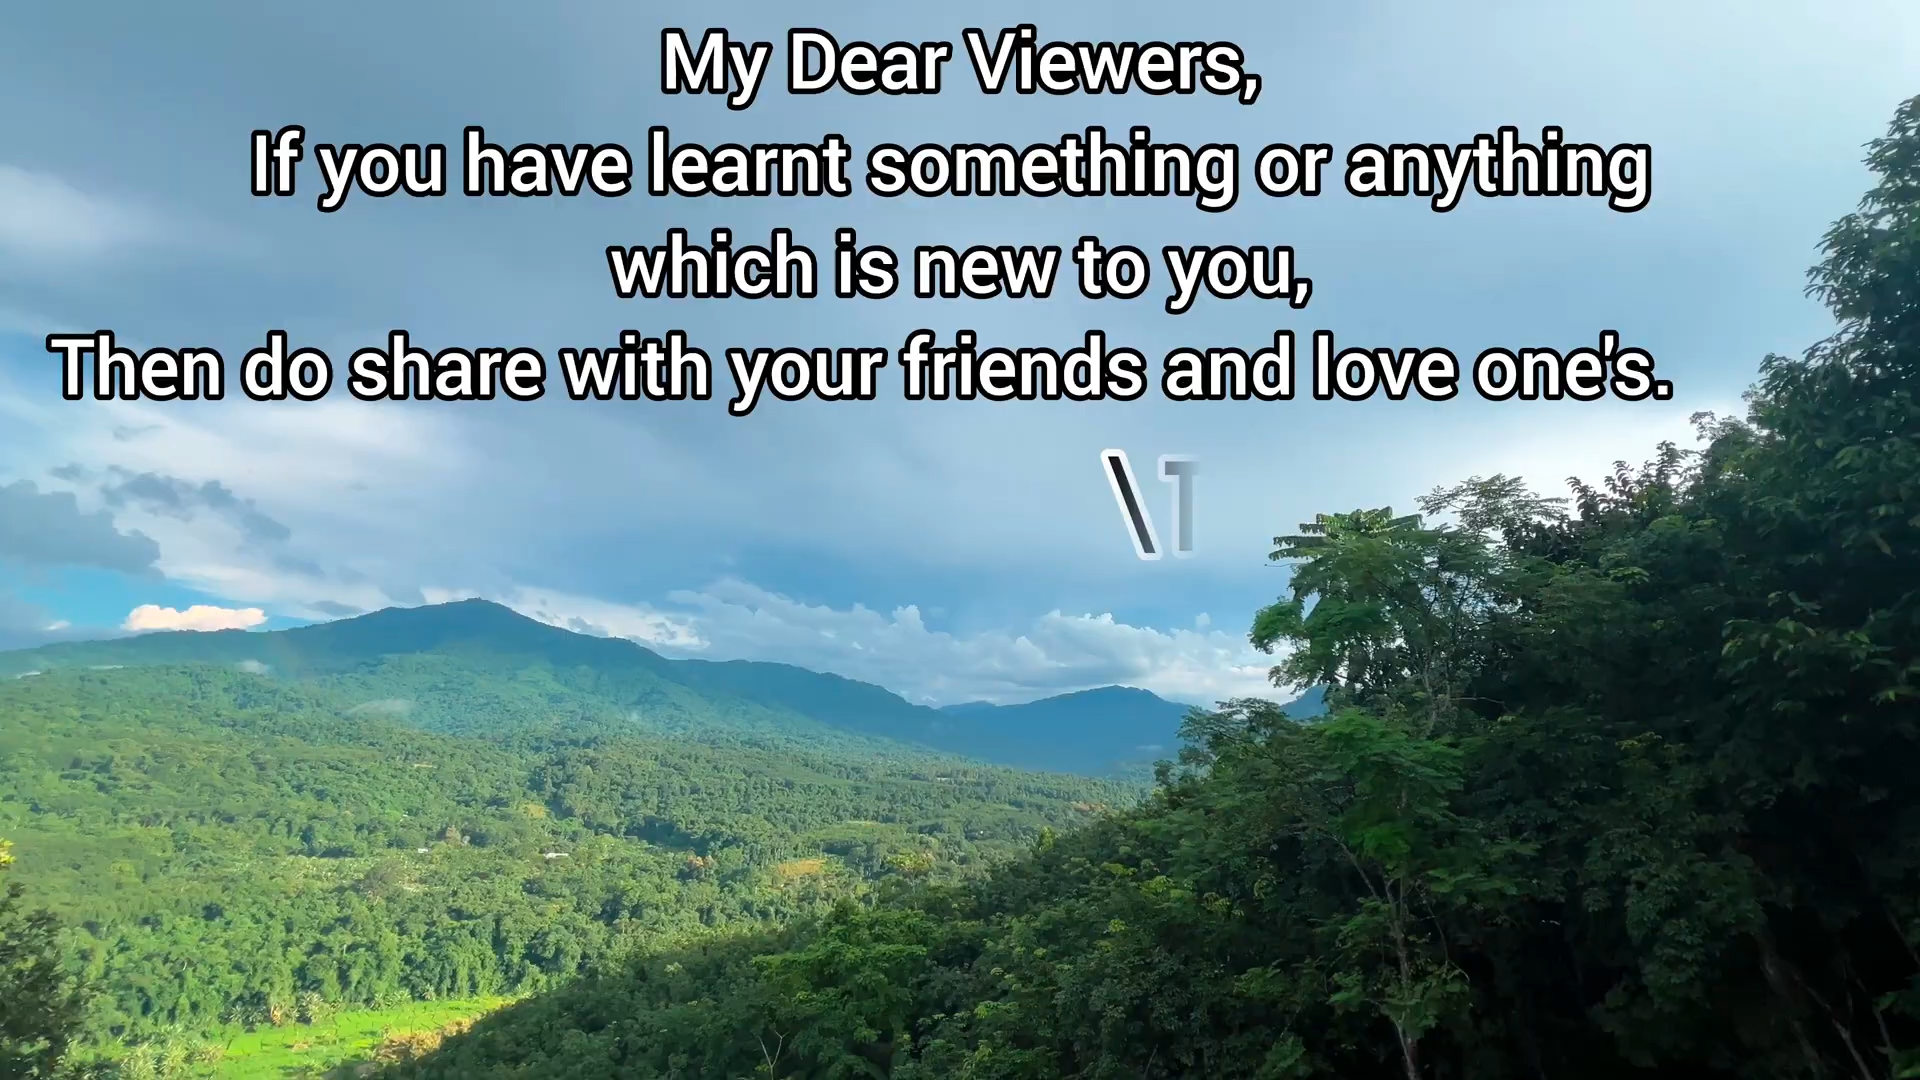 My Dear Viewers,
If you have learnt something or anything
which is new to you,
Then do share with your friends and love one's.
\T